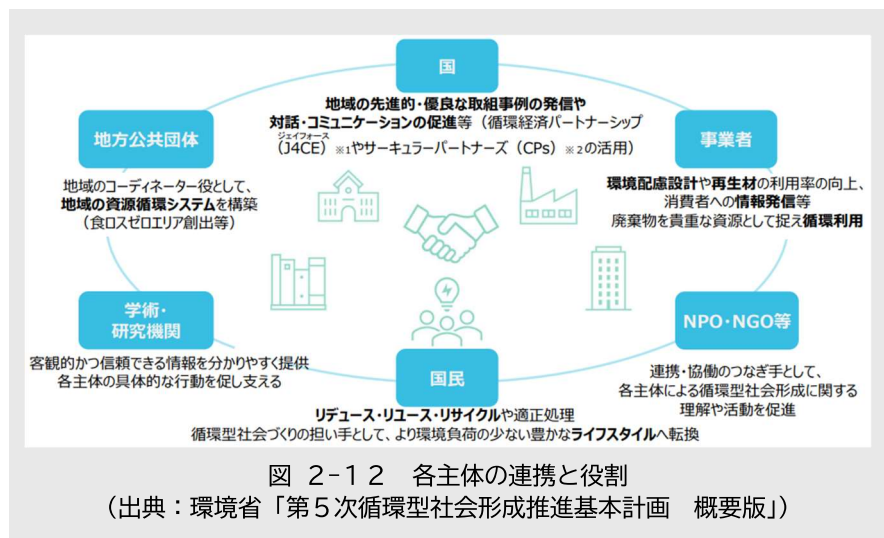 国
地域の先進的・優良な取組事例の発信や
対話・コミュニケーションの促進等（循環経済パートナーシップ
ジェイフォース
（J4CE）※1やサーキュラーパートナーズ（CPs）※2の活用）
地方公共団体
地域のコーディネーター役として、
地域の資源循環システムを構築
（食ロスゼロエリア創出等）
事業者
環境配慮設計や再生材の利用率の向上、
消費者への情報発信等
廃棄物を貴重な資源として捉え循環利用
学術・
研究機関
客観的かつ信頼できる情報を分かりやすく提供
各主体の具体的な行動を促し支える
国民
リデュース・リユース・リサイクルや適正処理
循環型社会づくりの担い手として、より環境負荷の少ない豊かなライフスタイルへ転換
NPO・NGO等
連携・協働のつなぎ手として、
各主体による循環型社会形成に関する
理解や活動を促進
図 2-12 各主体の連携と役割
（出典：環境省「第5次循環型社会形成推進基本計画 概要版」）